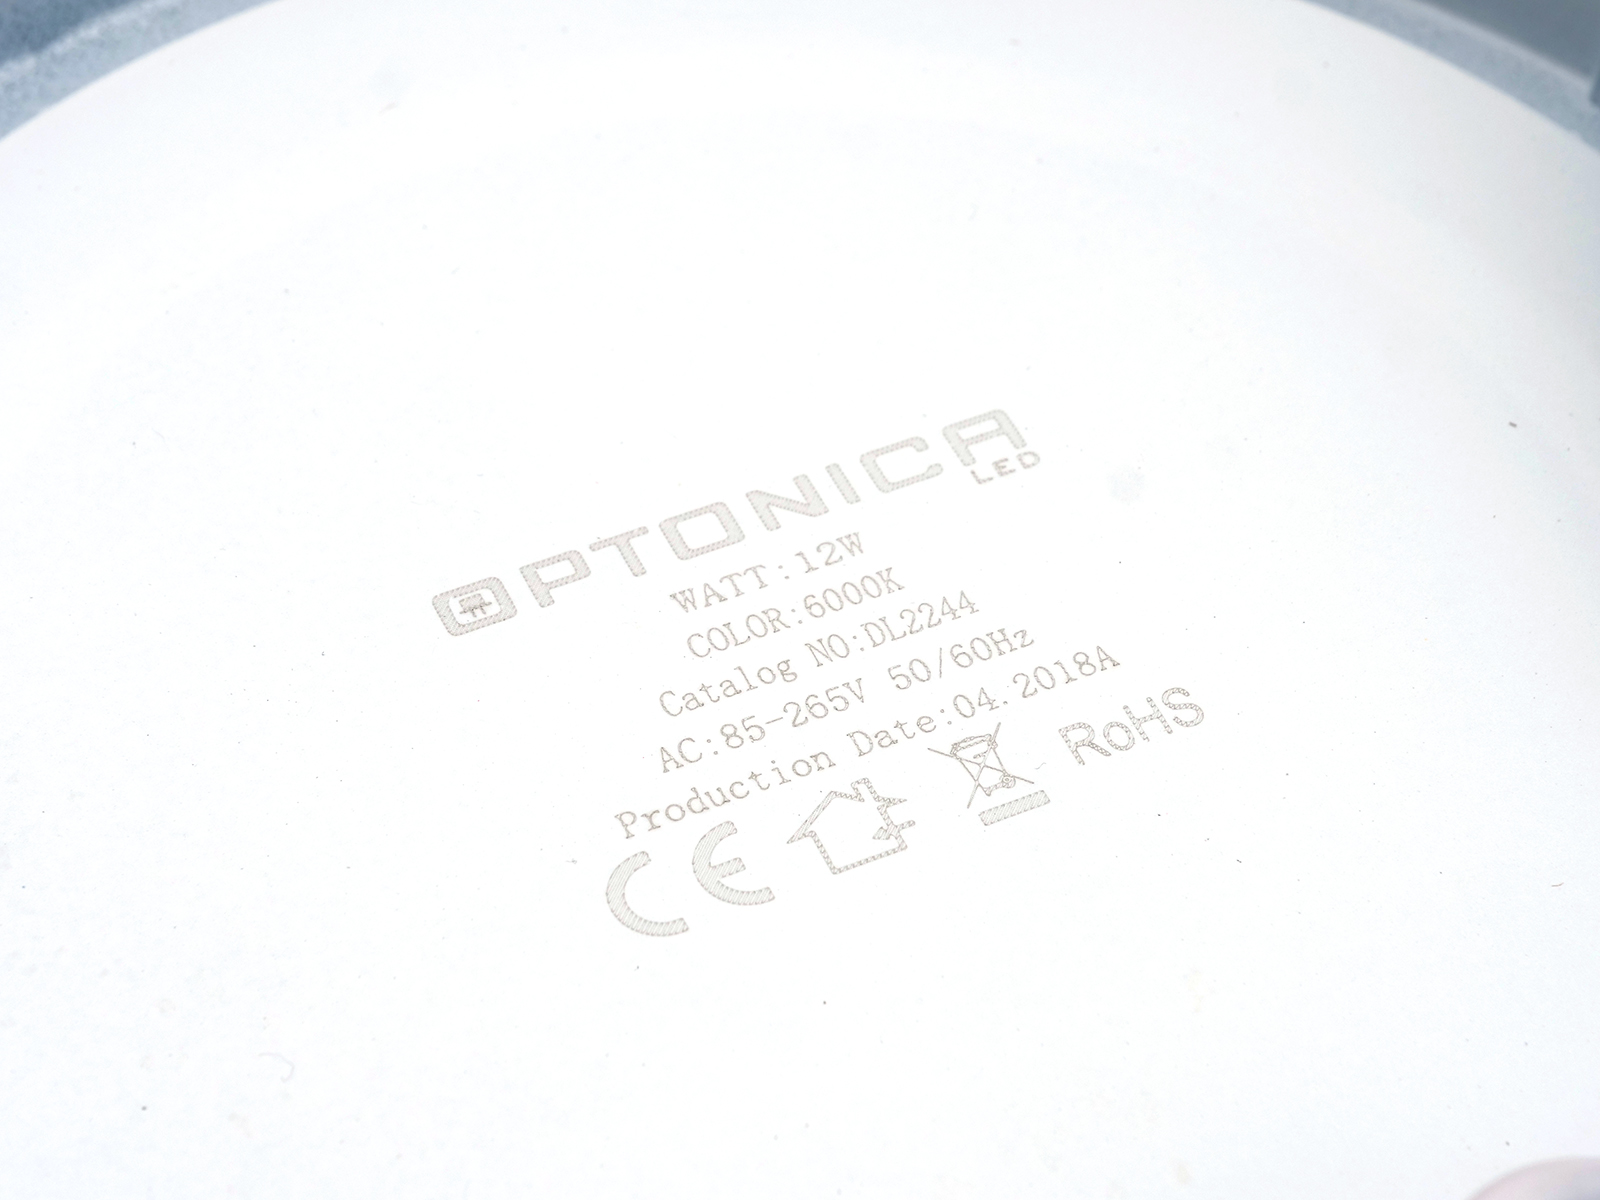 OPTONICA
LED
WATT:12W
COLOR:6000K
Catalog NO:DL2244
AC:85-265V 50/60Hz
Production Date:04.2018A
CE RoHS